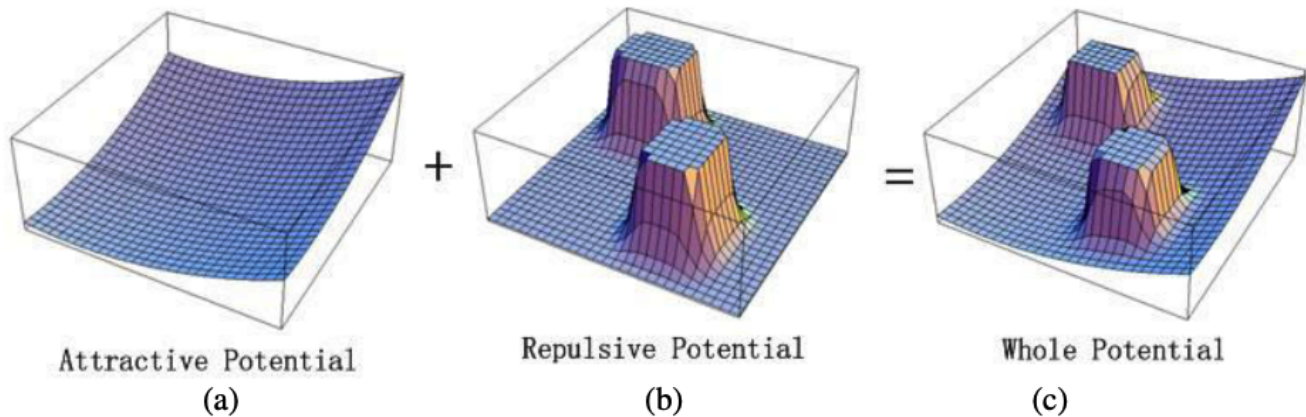 +
=
Attractive Potential
Repulsive Potential
Whole Potential
(a)
(b)
(c)